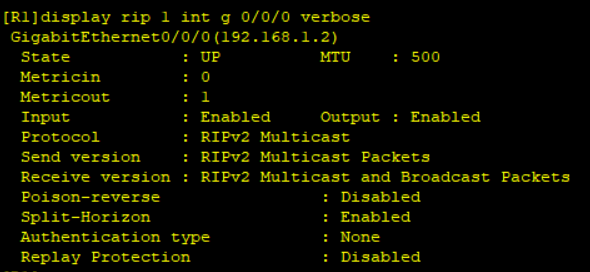 [R1]display rip 1 int g 0/0/0 verbose
GigabitEthernet0/0/0(192.168.1.2)
State : UP MTU : 500
Metricin : 0
Metricout : 1
Input : Enabled Output : Enabled
Protocol : RIPv2 Multicast
Send version : RIPv2 Multicast Packets
Receive version : RIPv2 Multicast and Broadcast Packets
Poison-reverse : Disabled
Split-Horizon : Enabled
Authentication type : None
Replay Protection : Disabled